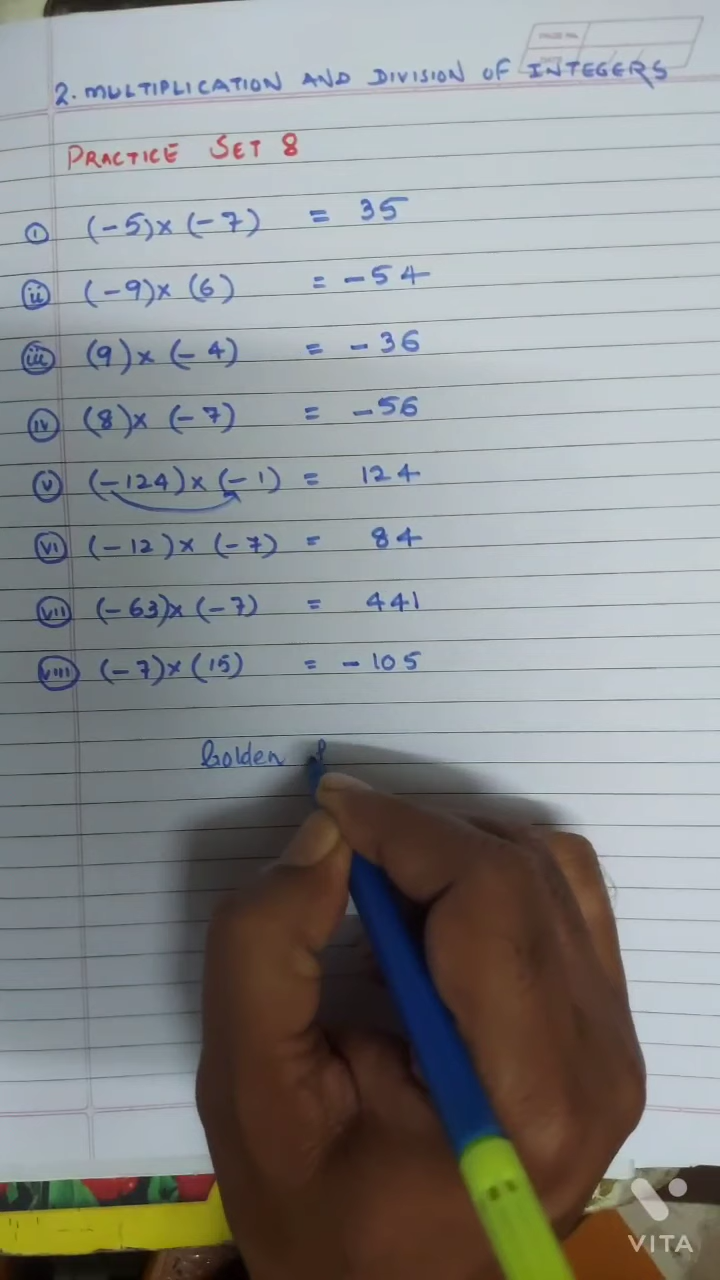 2. MULTIPLICATION AND DIVISION OF INTEGERS
PRACTICE SET 8
(i) (-5)×(-7) = 35
(ii) (-9)×(6) = -54
(iii) (9)×(-4) = -36
(iv) (8)×(-7) = -56
(v) (-124)×(-1) = 124
(vi) (-12)×(-7) = 84
(vii) (-63)×(-7) = 441
(viii) (-7)×(15) = -105
Golden
VITA